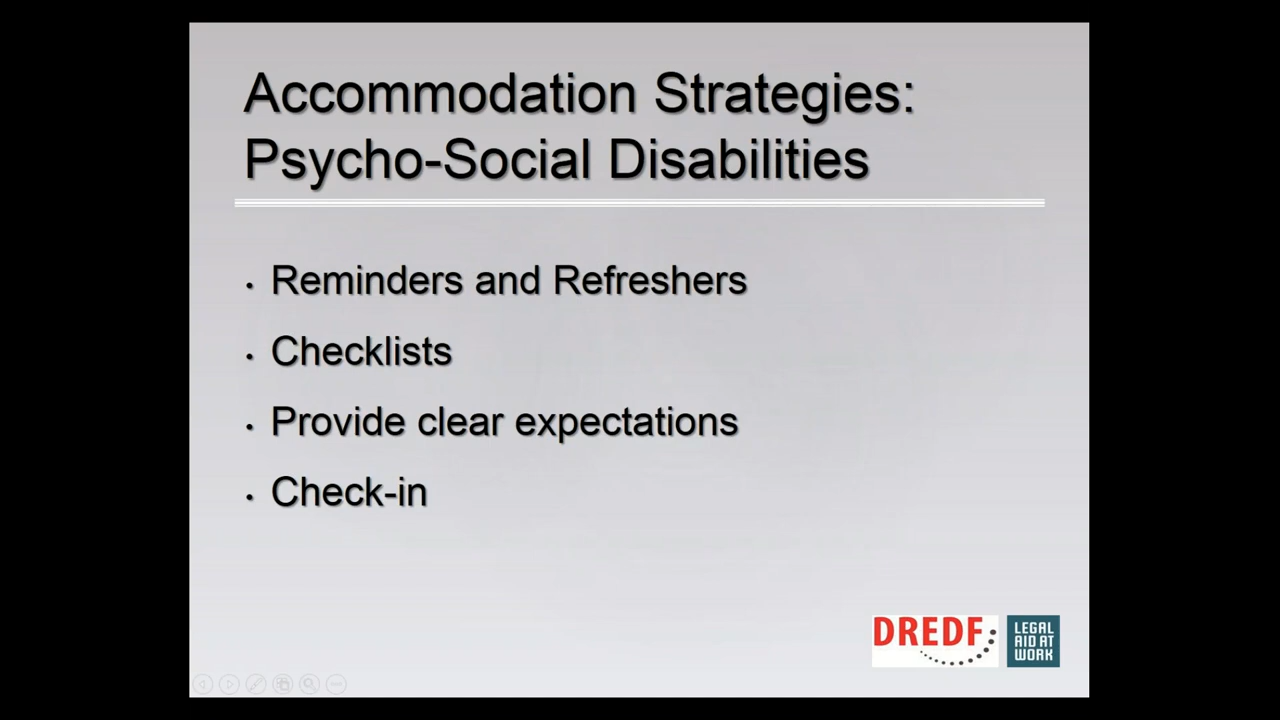 Accommodation Strategies:
Psycho-Social Disabilities
• Reminders and Refreshers
• Checklists
• Provide clear expectations
• Check-in
DREDF
LEGAL
AID AT
WORK